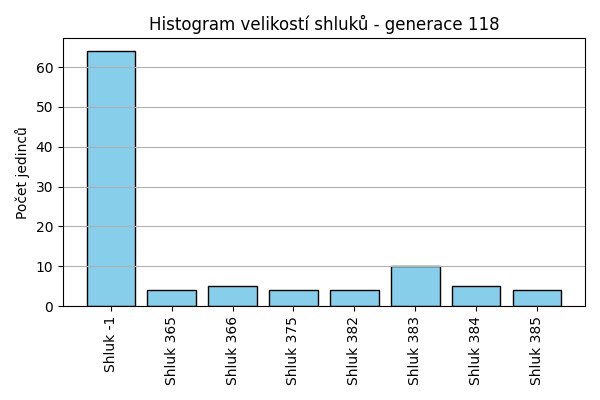 Histogram velikostí shluků - generace 118
Počet jedinců
60
50
40
30
20
10
0
Shluk -1
Shluk 365
Shluk 366
Shluk 375
Shluk 382
Shluk 383
Shluk 384
Shluk 385